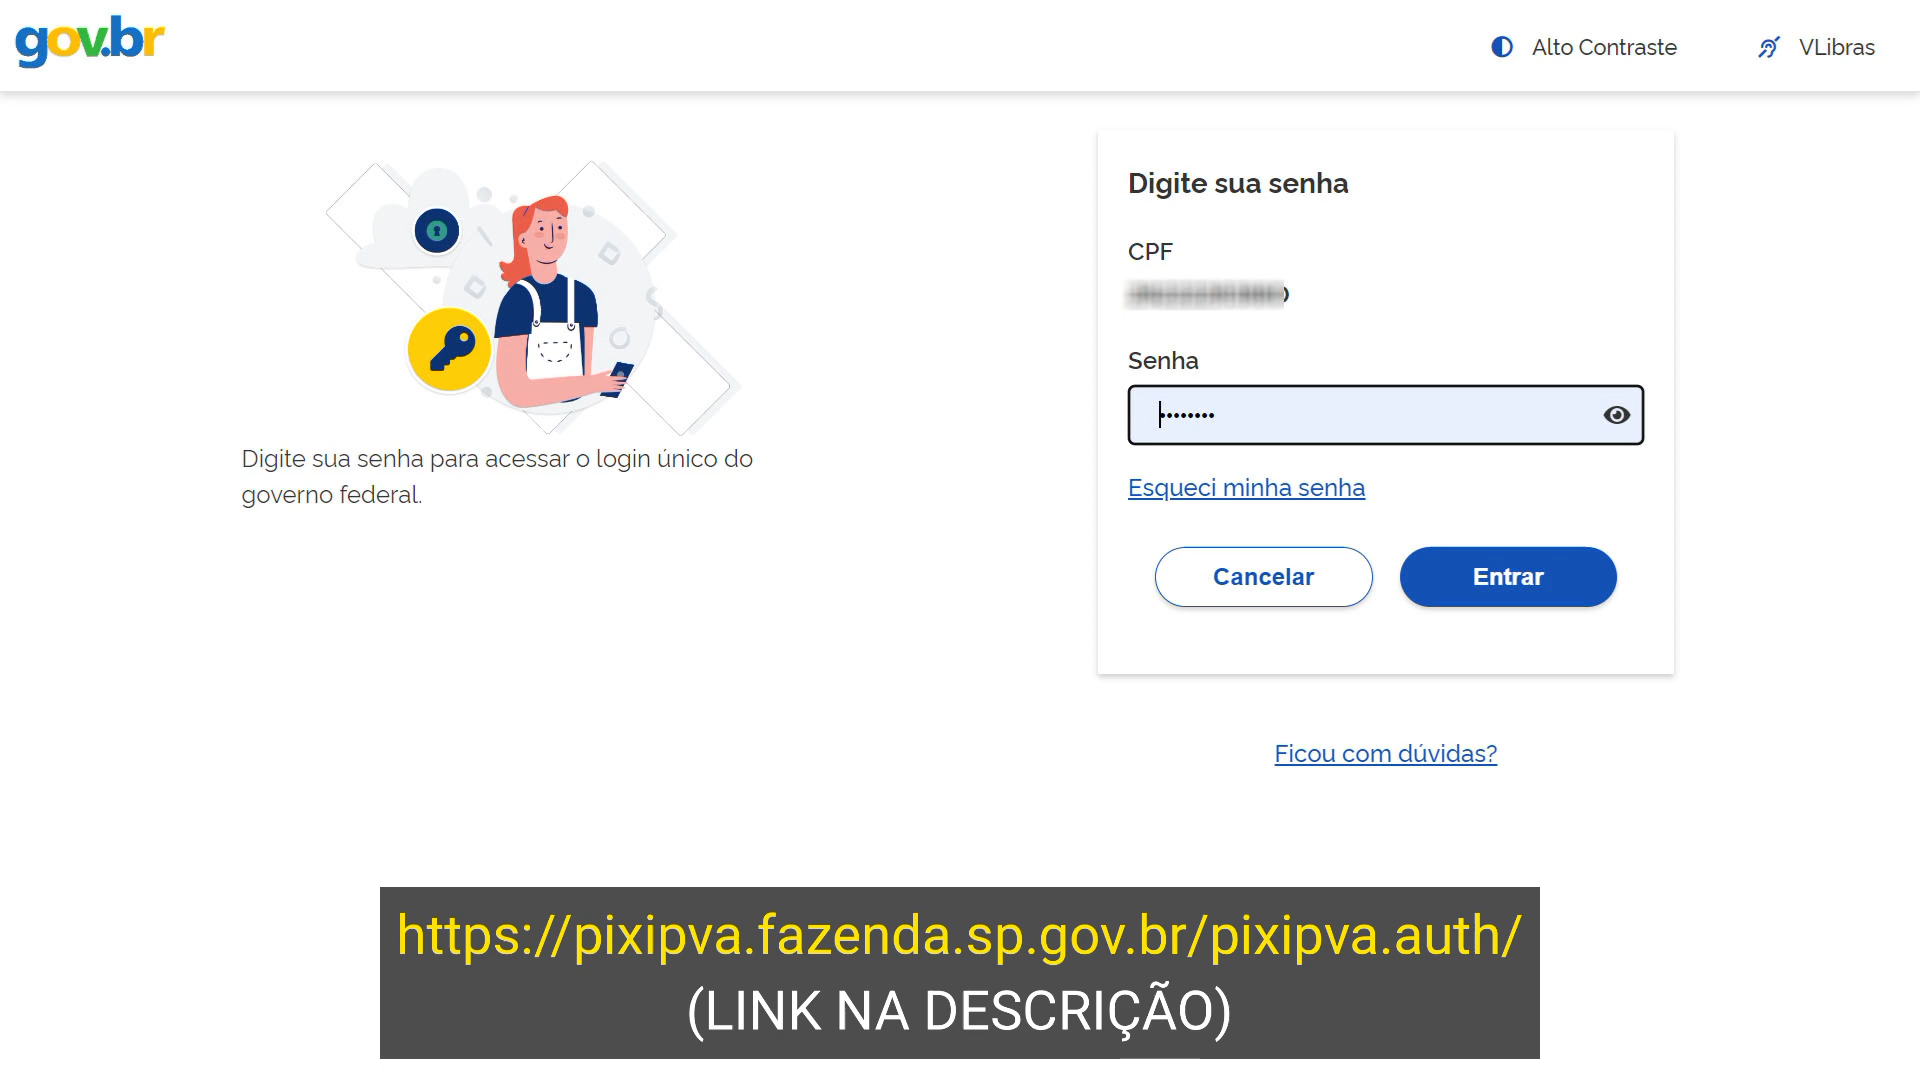 gov.br
Alto Contraste
VLibras
Digite sua senha para acessar o login único do
governo federal.
Digite sua senha
CPF
Senha
••••••••
Esqueci minha senha
Cancelar
Entrar
Ficou com dúvidas?
https://pixipva.fazenda.sp.gov.br/pixipva.auth/
(LINK NA DESCRIÇÃO)